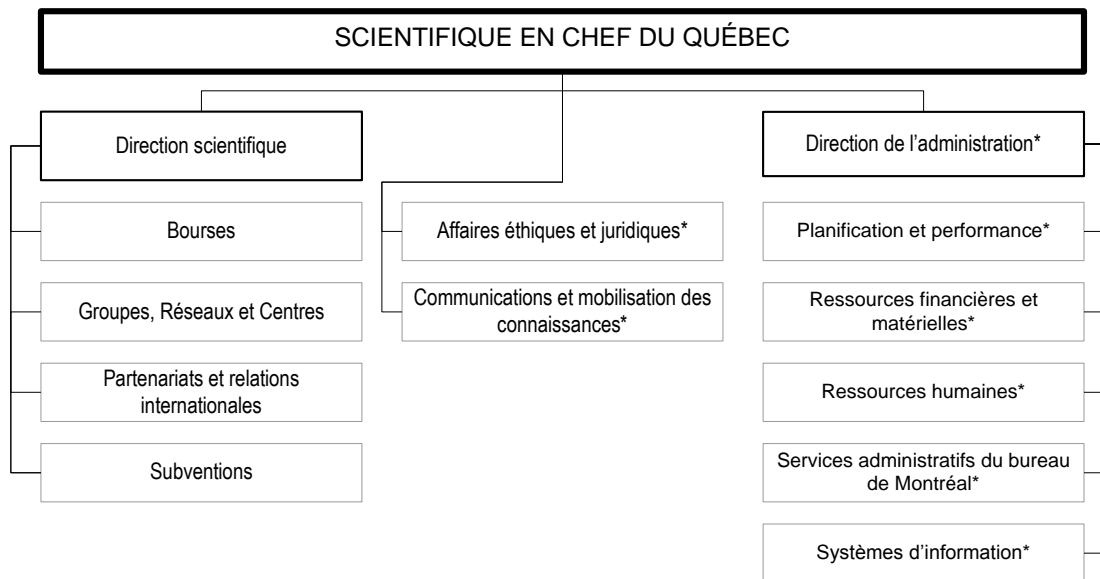 SCIENTIFIQUE EN CHEF DU QUÉBEC
Direction scientifique
Bourses
Groupes, Réseaux et Centres
Partenariats et relations
internationales
Subventions
Affaires éthiques et juridiques*
Communications et mobilisation des
connaissances*
Direction de l’administration*
Planification et performance*
Ressources financières et
matérielles*
Ressources humaines*
Services administratifs du bureau
de Montréal*
Systèmes d’information*